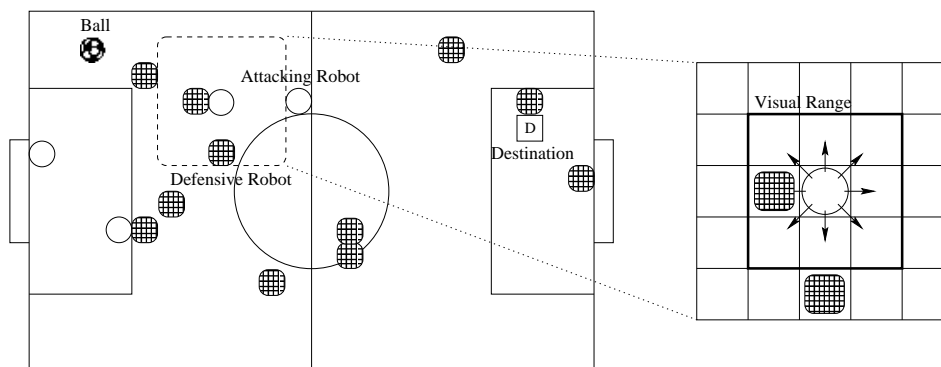 Ball
Attacking Robot
Visual Range
D
Destination
Defensive Robot